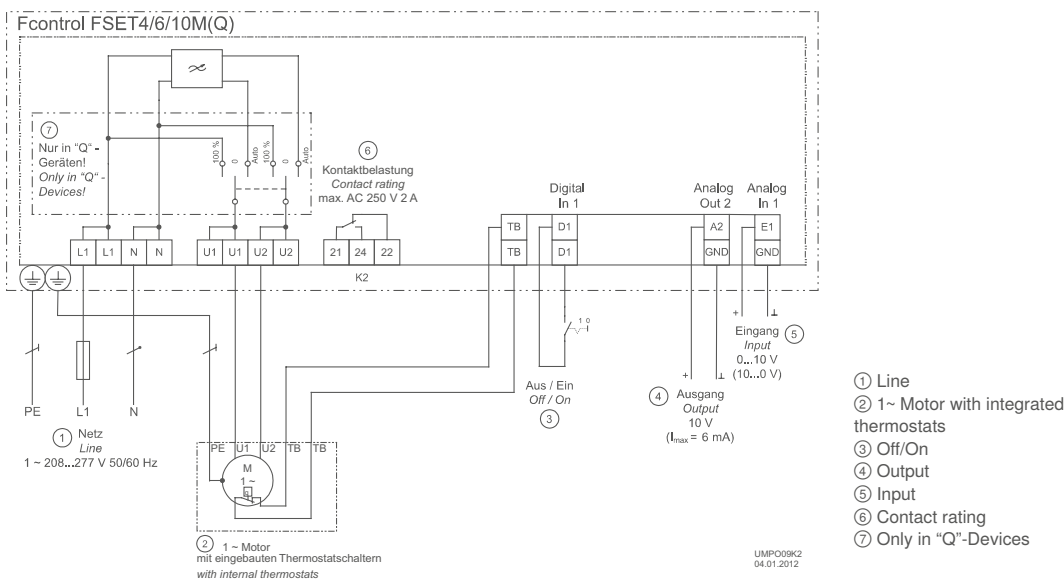 Fcontrol FSET4/6/10M(Q)
⑦
Nur in "Q" -
Geräten!
Only in "Q" -
Devices!
100 %
0
Auto
100 %
0
Auto
⑥
Kontaktbelastung
Contact rating
max. AC 250 V 2 A
Digital
In 1
Analog
Out 2
Analog
In 1
L1 L1 N N
U1 U1 U2 U2
21 24 22
K2
TB D1
TB D1
A2 E1
GND GND
1 0
+ ⊥
Eingang ⑤
Input
0...10 V
(10...0 V)
Aus / Ein
Off / On
③
+ ⊥
④ Ausgang
Output
10 V
(Imax = 6 mA)
PE L1 N
① Netz
Line
1 ~ 208...277 V 50/60 Hz
PE U1 U2 TB TB
M
1 ~
② 1 ~ Motor
mit eingebauten Thermostatschaltern
with internal thermostats
UMPO09K2
04.01.2012
① Line
② 1~ Motor with integrated
thermostats
③ Off/On
④ Output
⑤ Input
⑥ Contact rating
⑦ Only in “Q”-Devices